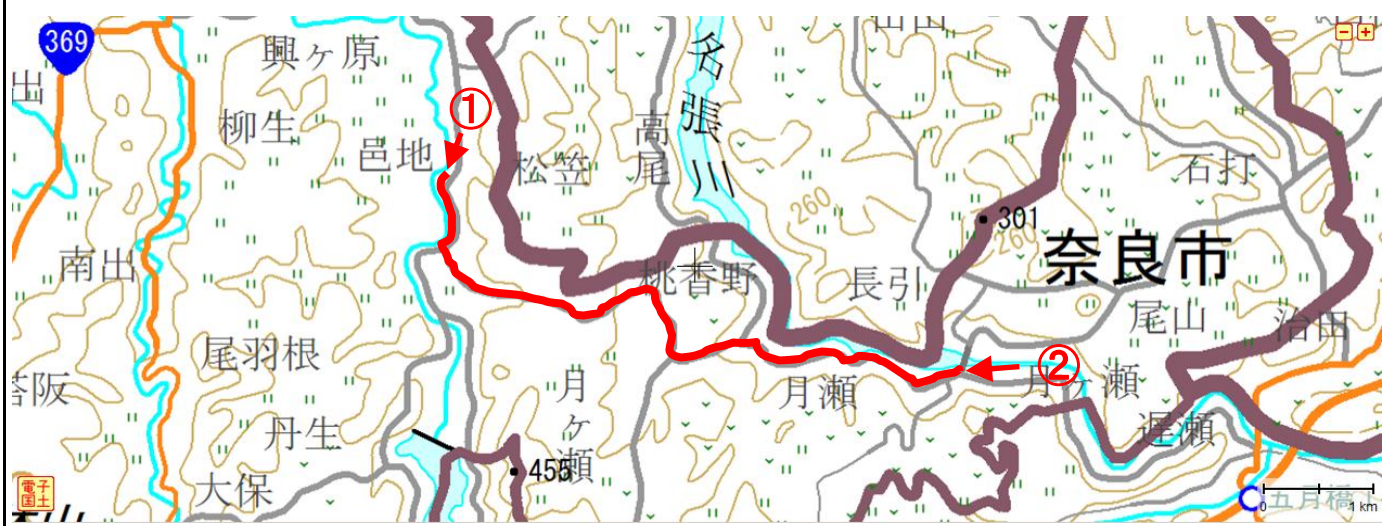 369
興ヶ原
名張川
− +
出
柳生
①
邑地
松笠
高尾
石打
260
301
260
奈良市
南出
桃香野
長引
尾山
治田
尾羽根
②
月ヶ瀬
月瀬
月ヶ瀬
遅瀬
丹生
455
大保
電子国土
五月橋
0
1 km